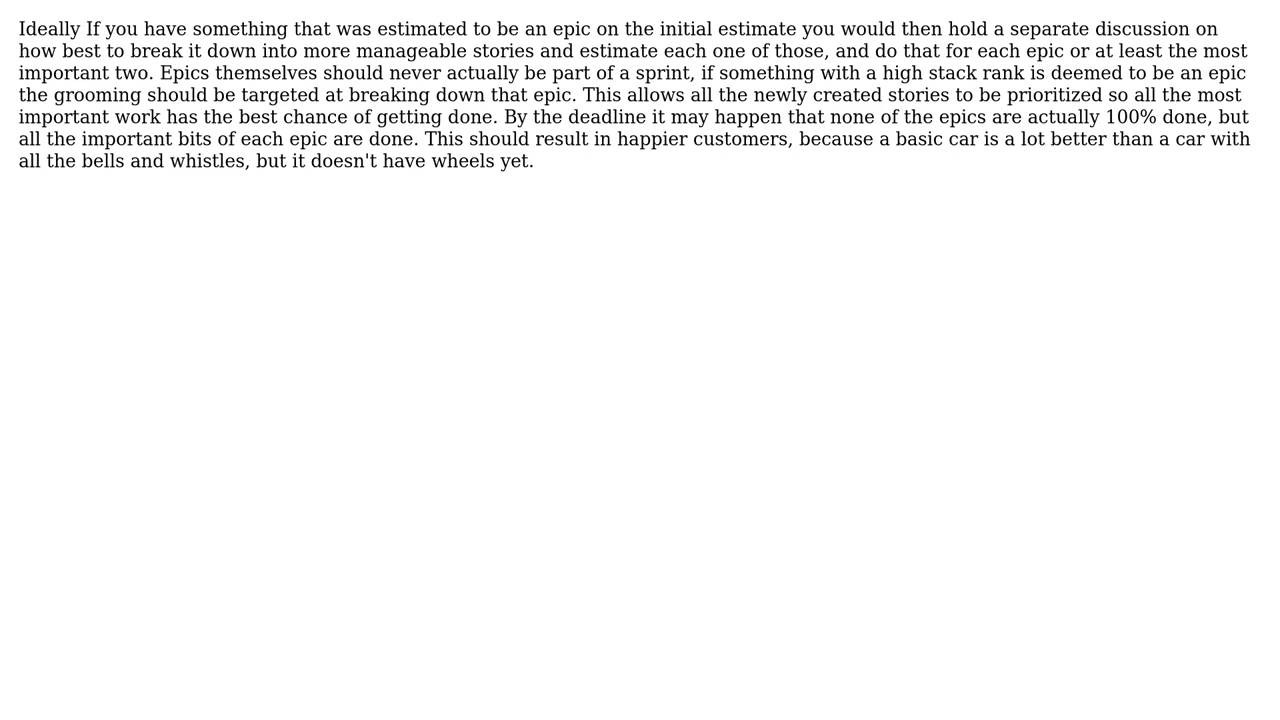 Ideally If you have something that was estimated to be an epic on the initial estimate you would then hold a separate discussion on
how best to break it down into more manageable stories and estimate each one of those, and do that for each epic or at least the most
important two. Epics themselves should never actually be part of a sprint, if something with a high stack rank is deemed to be an epic
the grooming should be targeted at breaking down that epic. This allows all the newly created stories to be prioritized so all the most
important work has the best chance of getting done. By the deadline it may happen that none of the epics are actually 100% done, but
all the important bits of each epic are done. This should result in happier customers, because a basic car is a lot better than a car with
all the bells and whistles, but it doesn't have wheels yet.